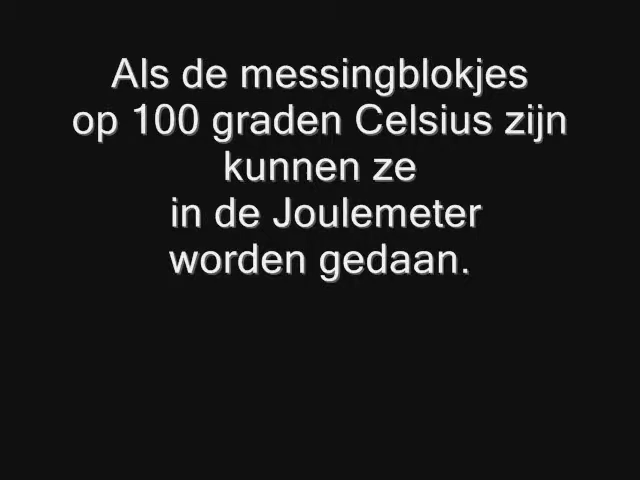 Als de messingblokjes
op 100 graden Celsius zijn
kunnen ze
in de Joulemeter
worden gedaan.